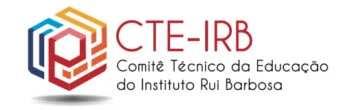 CTE-IRB
Comitê Técnico da Educação
do Instituto Rui Barbosa